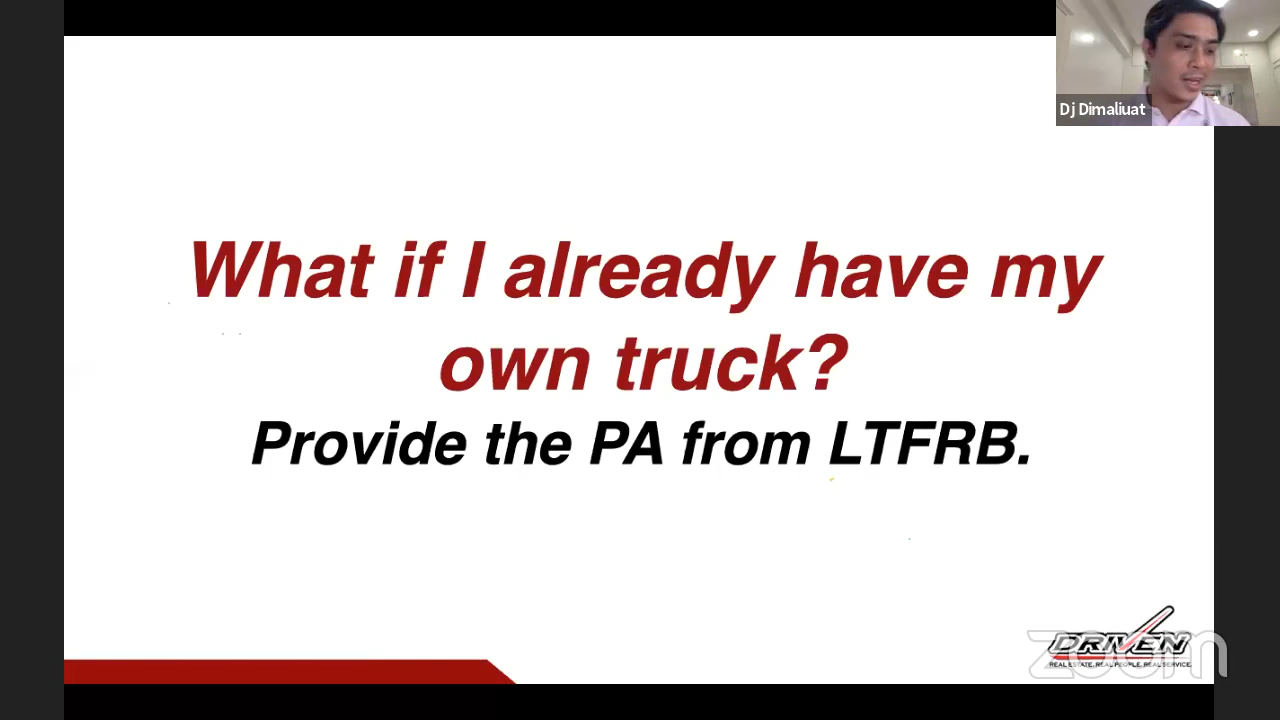 Dj Dimaliuat
What if I already have my
own truck?
Provide the PA from LTFRB.
DRIVEN
REAL ESTATE. REAL PEOPLE. REAL SERVICE.
zoom